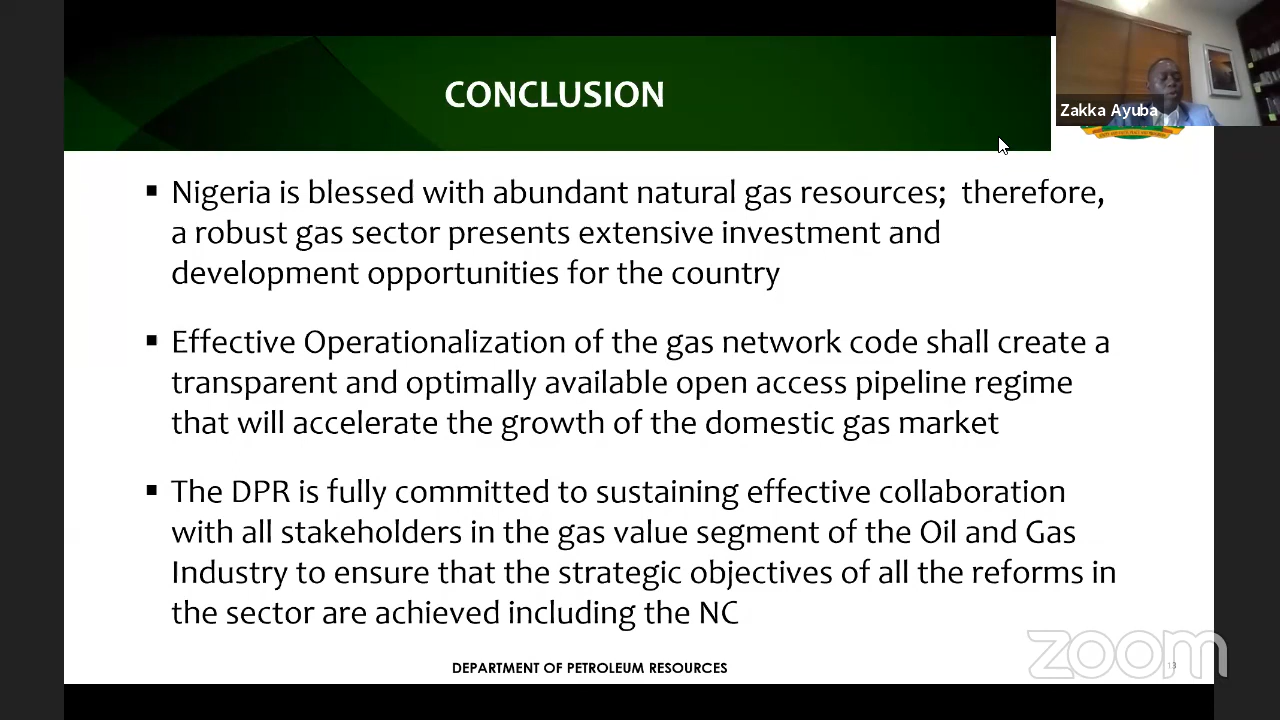 CONCLUSION
Zakka Ayuba
▪ Nigeria is blessed with abundant natural gas resources;  therefore,
a robust gas sector presents extensive investment and
development opportunities for the country
▪ Effective Operationalization of the gas network code shall create a
transparent and optimally available open access pipeline regime
that will accelerate the growth of the domestic gas market
▪ The DPR is fully committed to sustaining effective collaboration
with all stakeholders in the gas value segment of the Oil and Gas
Industry to ensure that the strategic objectives of all the reforms in
the sector are achieved including the NC
DEPARTMENT OF PETROLEUM RESOURCES
13
zoom